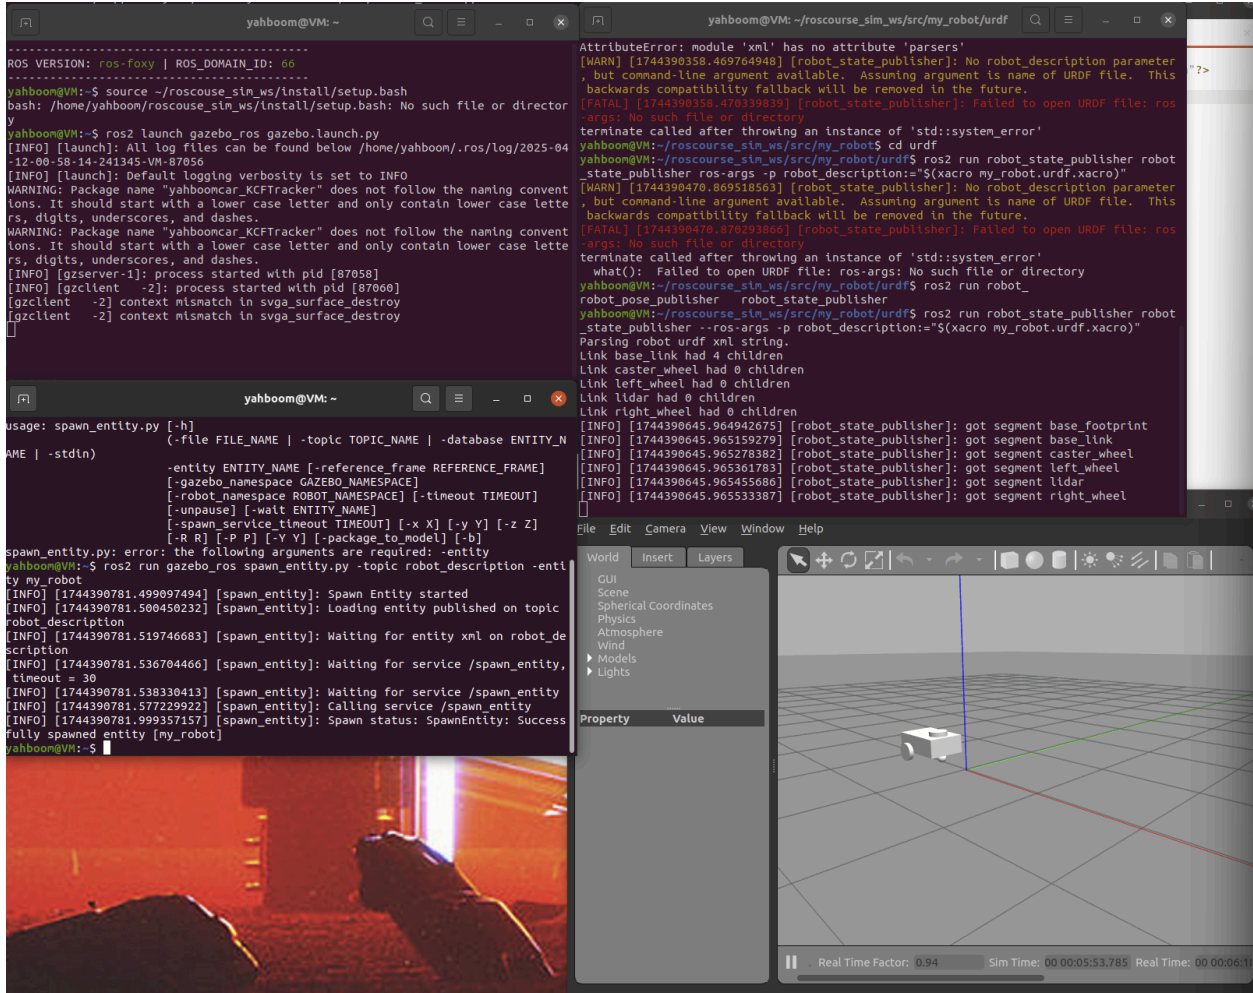 yahboom@VM: ~
----------------------------------------
ROS VERSION: ros-foxy | ROS_DOMAIN_ID: 66
----------------------------------------
yahboom@VM:~$ source ~/roscouse_sim_ws/install/setup.bash
bash: /home/yahboom/roscouse_sim_ws/install/setup.bash: No such file or director
y
yahboom@VM:~$ ros2 launch gazebo_ros gazebo.launch.py
[INFO] [launch]: All log files can be found below /home/yahboom/.ros/log/2025-04
-12-00-58-14-241345-VM-87056
[INFO] [launch]: Default logging verbosity is set to INFO
WARNING: Package name "yahboomcar_KCFTracker" does not follow the naming convent
ions. It should start with a lower case letter and only contain lower case lette
rs, digits, underscores, and dashes.
WARNING: Package name "yahboomcar_KCFTracker" does not follow the naming convent
ions. It should start with a lower case letter and only contain lower case lette
rs, digits, underscores, and dashes.
[INFO] [gzserver-1]: process started with pid [87058]
[INFO] [gzclient   -2]: process started with pid [87060]
[gzclient   -2] context mismatch in svga_surface_destroy
[gzclient   -2] context mismatch in svga_surface_destroy
yahboom@VM: ~/roscourse_sim_ws/src/my_robot/urdf
AttributeError: module 'xml' has no attribute 'parsers'
[WARN] [1744390358.469764948] [robot_state_publisher]: No robot_description parameter
, but command-line argument available.  Assuming argument is name of URDF file.  This
 backwards compatibility fallback will be removed in the future.
[FATAL] [1744390358.470339839] [robot_state_publisher]: Failed to open URDF file: ros
-args: No such file or directory
terminate called after throwing an instance of 'std::system_error'
yahboom@VM:~/roscourse_sim_ws/src/my_robot$ cd urdf
yahboom@VM:~/roscourse_sim_ws/src/my_robot/urdf$ ros2 run robot_state_publisher robot
_state_publisher ros-args -p robot_description:="$(xacro my_robot.urdf.xacro)"
[WARN] [1744390470.869518563] [robot_state_publisher]: No robot_description parameter
, but command-line argument available.  Assuming argument is name of URDF file.  This
 backwards compatibility fallback will be removed in the future.
[FATAL] [1744390470.870293866] [robot_state_publisher]: Failed to open URDF file: ros
-args: No such file or directory
terminate called after throwing an instance of 'std::system_error'
  what():  Failed to open URDF file: ros-args: No such file or directory
yahboom@VM:~/roscourse_sim_ws/src/my_robot/urdf$ ros2 run robot_
robot_pose_publisher   robot_state_publisher
yahboom@VM:~/roscourse_sim_ws/src/my_robot/urdf$ ros2 run robot_state_publisher robot
_state_publisher --ros-args -p robot_description:="$(xacro my_robot.urdf.xacro)"
Parsing robot urdf xml string.
Link base_link had 4 children
Link caster_wheel had 0 children
Link left_wheel had 0 children
Link lidar had 0 children
Link right_wheel had 0 children
[INFO] [1744390645.964942675] [robot_state_publisher]: got segment base_footprint
[INFO] [1744390645.965159279] [robot_state_publisher]: got segment base_link
[INFO] [1744390645.965278382] [robot_state_publisher]: got segment caster_wheel
[INFO] [1744390645.965361783] [robot_state_publisher]: got segment left_wheel
[INFO] [1744390645.965455686] [robot_state_publisher]: got segment lidar
[INFO] [1744390645.965533387] [robot_state_publisher]: got segment right_wheel
"?>
yahboom@VM: ~
usage: spawn_entity.py [-h]
(-file FILE_NAME | -topic TOPIC_NAME | -database ENTITY_N
AME | -stdin)
-entity ENTITY_NAME [-reference_frame REFERENCE_FRAME]
[-gazebo_namespace GAZEBO_NAMESPACE]
[-robot_namespace ROBOT_NAMESPACE] [-timeout TIMEOUT]
[-unpause] [-wait ENTITY_NAME]
[-spawn_service_timeout TIMEOUT] [-x X] [-y Y] [-z Z]
[-R R] [-P P] [-Y Y] [-package_to_model] [-b]
spawn_entity.py: error: the following arguments are required: -entity
yahboom@VM:~$ ros2 run gazebo_ros spawn_entity.py -topic robot_description -enti
ty my_robot
[INFO] [1744390781.499097494] [spawn_entity]: Spawn Entity started
[INFO] [1744390781.500450232] [spawn_entity]: Loading entity published on topic
robot_description
[INFO] [1744390781.519746683] [spawn_entity]: Waiting for entity xml on robot_de
scription
[INFO] [1744390781.536704466] [spawn_entity]: Waiting for service /spawn_entity,
 timeout = 30
[INFO] [1744390781.538330413] [spawn_entity]: Waiting for service /spawn_entity
[INFO] [1744390781.577229922] [spawn_entity]: Calling service /spawn_entity
[INFO] [1744390781.999357157] [spawn_entity]: Spawn status: SpawnEntity: Success
fully spawned entity [my_robot]
yahboom@VM:~$
File Edit Camera View Window Help
World Insert Layers
GUI
Scene
Spherical Coordinates
Physics
Atmosphere
Wind
Models
Lights
Property Value
Real Time Factor: 0.94 Sim Time: 00 00:05:53.785 Real Time: 00 00:06:1